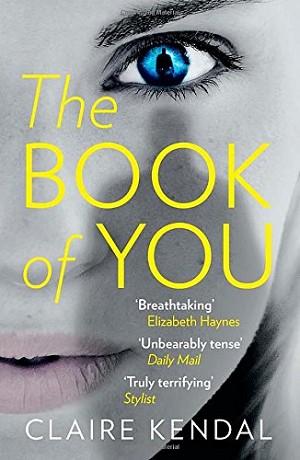 The
BOOK
of YOU
'Breathtaking'
Elizabeth Haynes
'Unbearably tense'
Daily Mail
'Truly terrifying'
Stylist
CLAIRE KENDAL